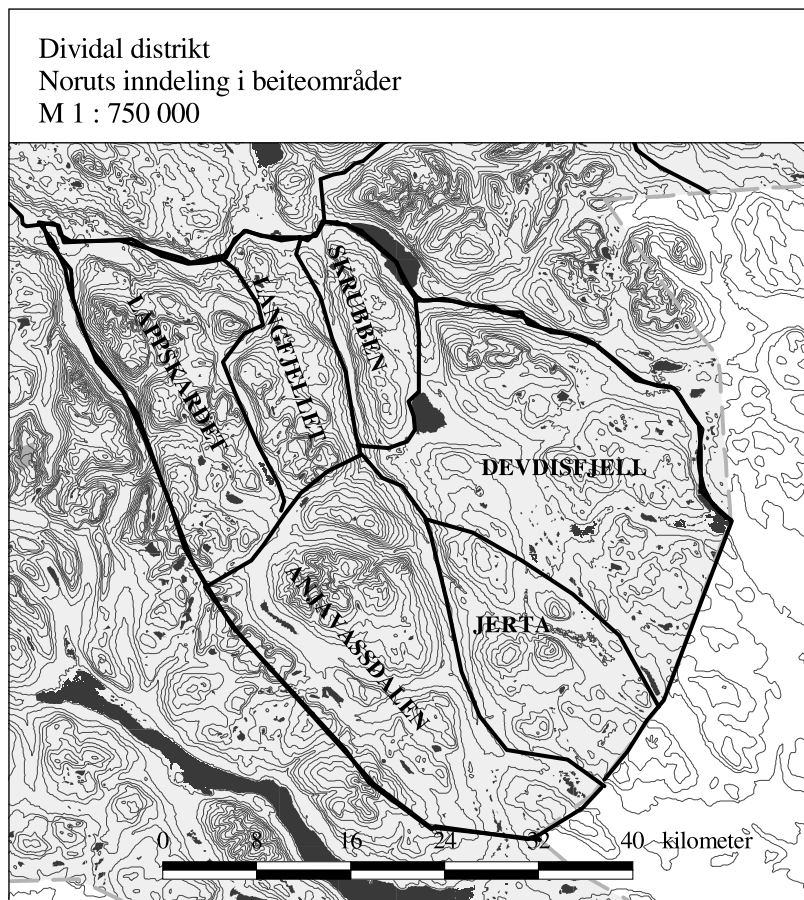 Dividal distrikt
Noruts inndeling i beiteområder
M 1 : 750 000
SKRUBBEN
LANGFJELLET
LAPPSKARDET
DEVDISFJELL
ANJAVASSDALEN
JERTA
0 8 16 24 32 40 kilometer